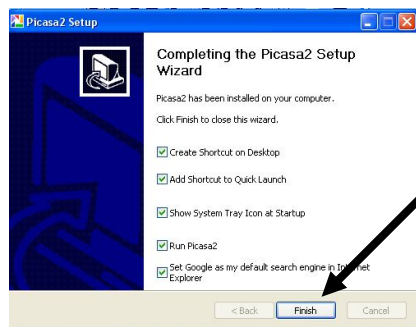 Picasa2 Setup
Completing the Picasa2 Setup
Wizard
Picasa2 has been installed on your computer.
Click Finish to close this wizard.
Create Shortcut on Desktop
Add Shortcut to Quick Launch
Show System Tray Icon at Startup
Run Picasa2
Set Google as my default search engine in Internet
Explorer
< Back
Finish
Cancel